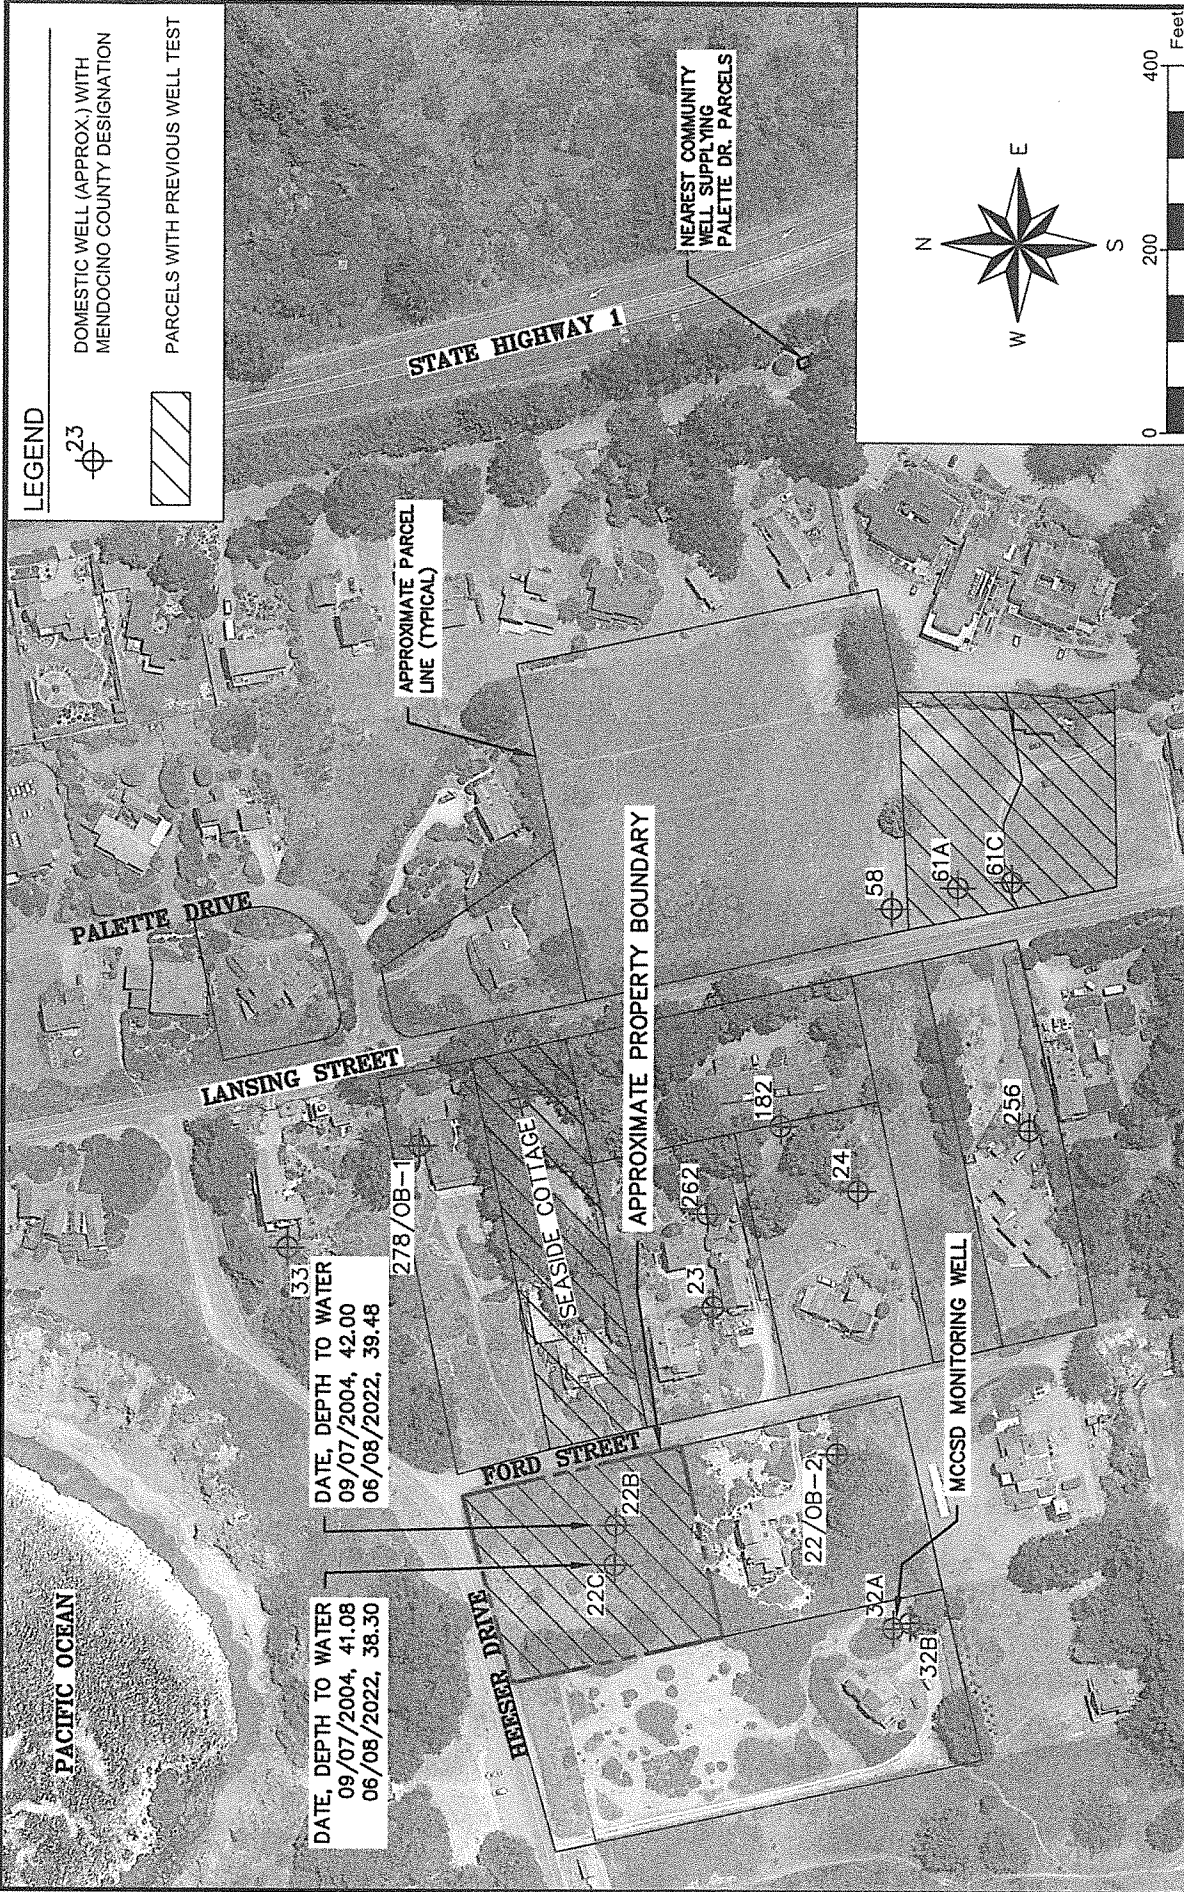 LEGEND
23
DOMESTIC WELL (APPROX.) WITH
MENDOCINO COUNTY DESIGNATION
PARCELS WITH PREVIOUS WELL TEST
PACIFIC OCEAN
PALETTE DRIVE
STATE HIGHWAY 1
LANSING STREET
NEAREST COMMUNITY
WELL SUPPLYING
PALETTE DR. PARCELS
APPROXIMATE PARCEL
LINE (TYPICAL)
33
DATE, DEPTH TO WATER
09/07/2004, 41.08
06/08/2022, 38.30
DATE, DEPTH TO WATER
09/07/2004, 42.00
06/08/2022, 39.48
278/OB-1
HEESER DRIVE
FORD STREET
SEASIDE COTTAGE
22C
22B
APPROXIMATE PROPERTY BOUNDARY
23
262
182
24
22/OB-2
58
61A
61C
32A
32B
MCCSD MONITORING WELL
256
N
W
E
S
0
200
400
Feet